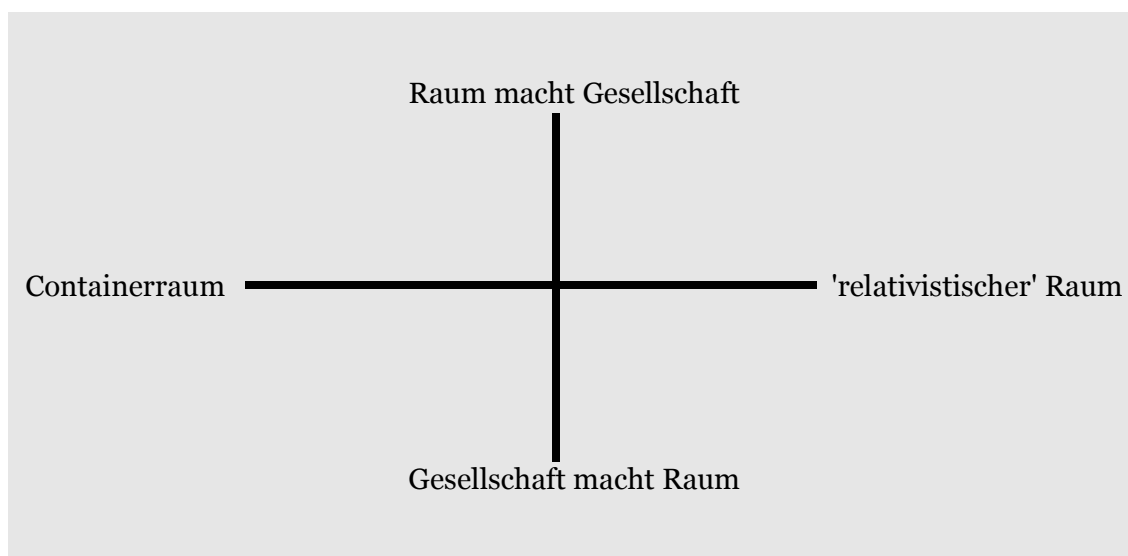 Raum macht Gesellschaft
Containerraum
'relativistischer' Raum
Gesellschaft macht Raum